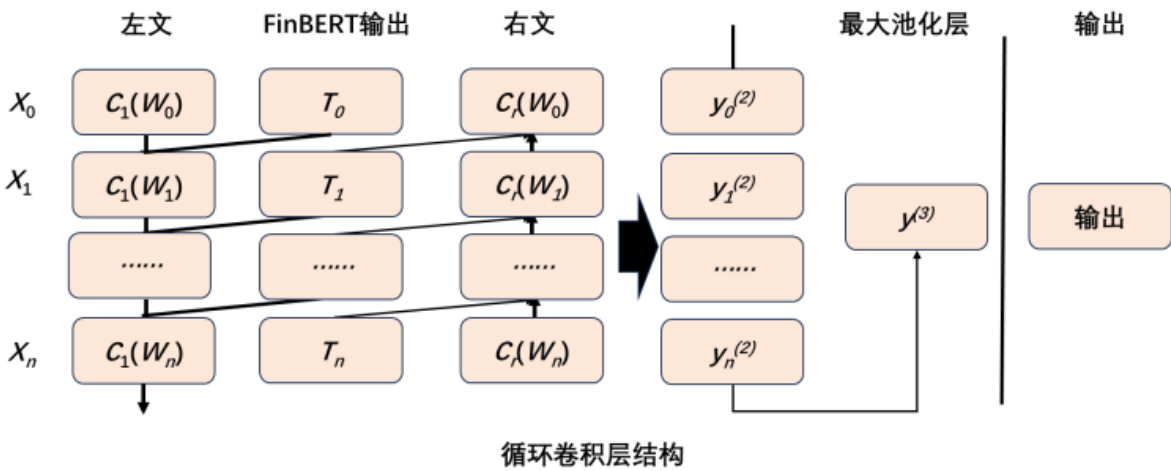 左文 FinBERT输出 右文 最大池化层 输出
X₀ C₁(W₀) T₀ Cᵣ(W₀) y₀⁽²⁾
X₁ C₁(W₁) T₁ Cᵣ(W₁) y₁⁽²⁾
y⁽³⁾ 输出
…… …… …… ……
Xₙ C₁(Wₙ) Tₙ Cᵣ(Wₙ) yₙ⁽²⁾
循环卷积层结构